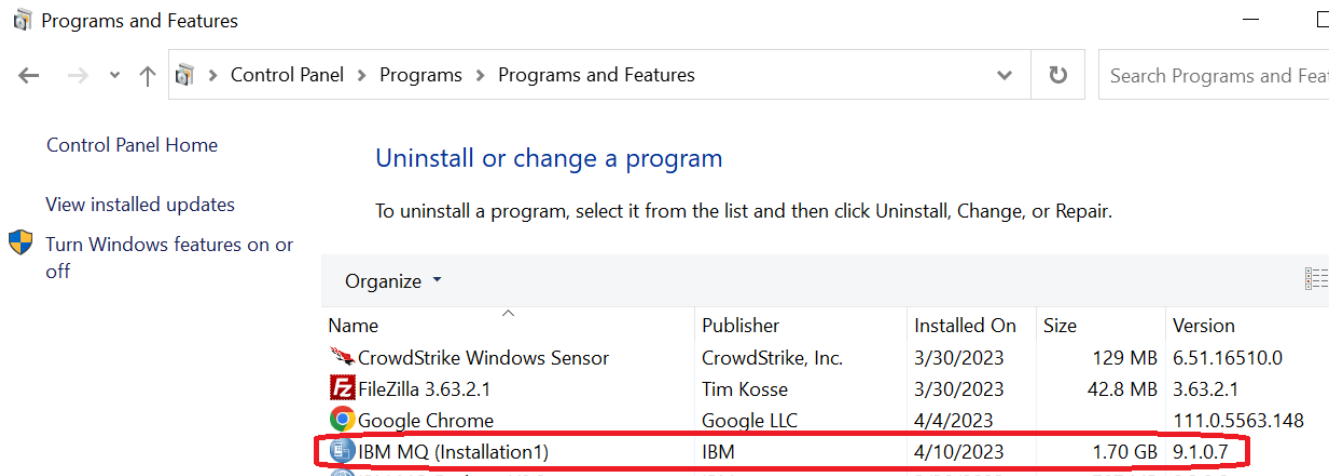 Programs and Features
Control Panel > Programs > Programs and Features
Search Programs and Fea
Control Panel Home
View installed updates
Turn Windows features on or
off
Uninstall or change a program
To uninstall a program, select it from the list and then click Uninstall, Change, or Repair.
Organize
Name Publisher Installed On Size Version
CrowdStrike Windows Sensor CrowdStrike, Inc. 3/30/2023 129 MB 6.51.16510.0
FileZilla 3.63.2.1 Tim Kosse 3/30/2023 42.8 MB 3.63.2.1
Google Chrome Google LLC 4/4/2023 111.0.5563.148
IBM MQ (Installation1) IBM 4/10/2023 1.70 GB 9.1.0.7